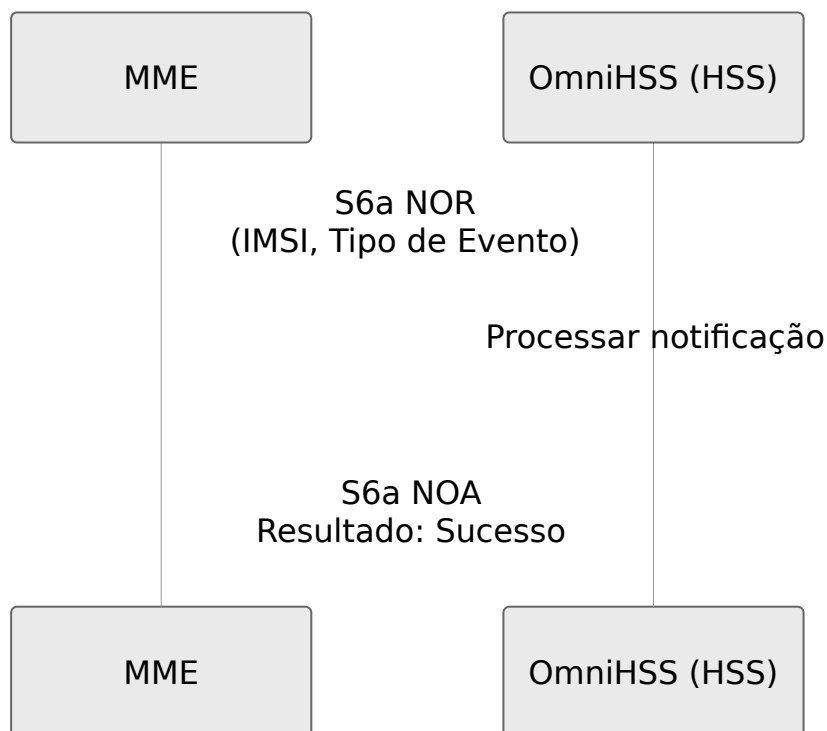 MME
OmniHSS (HSS)
S6a NOR
(IMSI, Tipo de Evento)
Processar notificação
S6a NOA
Resultado: Sucesso
MME
OmniHSS (HSS)